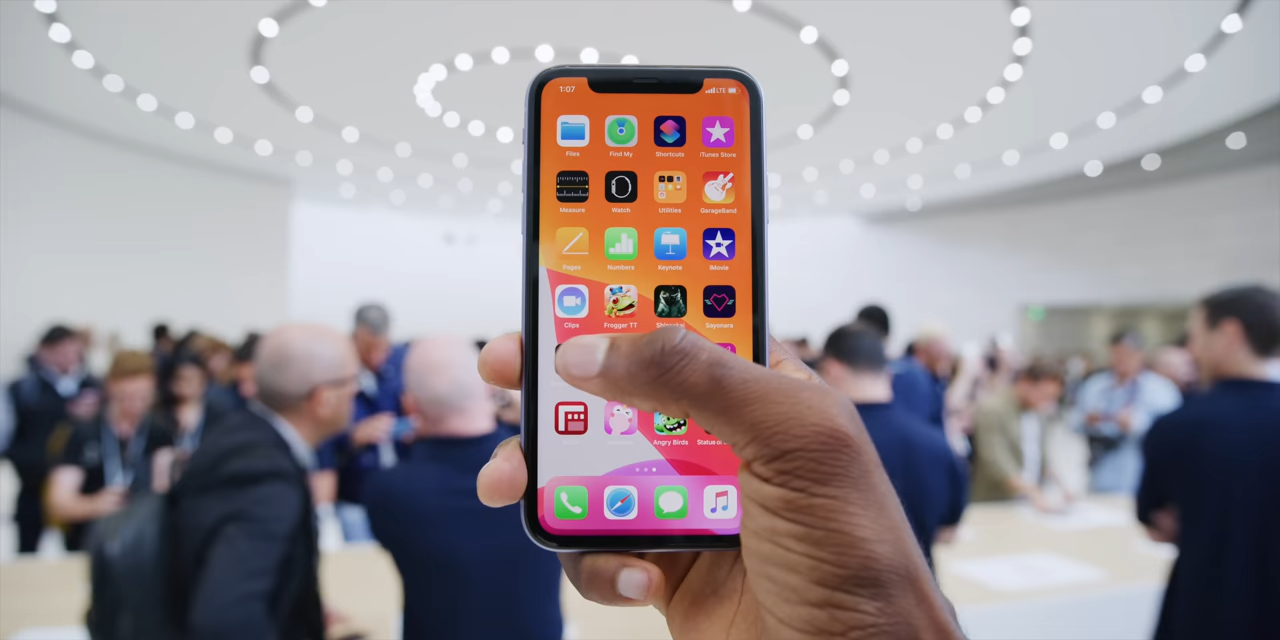 1:07 LTE
Files Find My Shortcuts iTunes Store
Measure Watch Utilities GarageBand
Pages Numbers Keynote iMovie
Clips Frogger TT Sayonara
Angry Birds